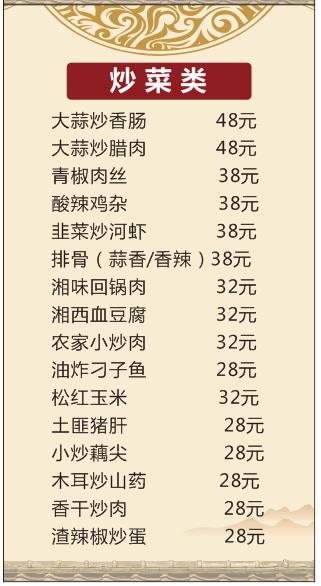 炒菜类
大蒜炒香肠 48元
大蒜炒腊肉 48元
青椒肉丝 38元
酸辣鸡杂 38元
韭菜炒河虾 38元
排骨（蒜香/香辣）38元
湘味回锅肉 32元
湘西血豆腐 32元
农家小炒肉 32元
油炸刁子鱼 28元
松红玉米 32元
土匪猪肝 28元
小炒藕尖 28元
木耳炒山药 28元
香干炒肉 28元
渣辣椒炒蛋 28元